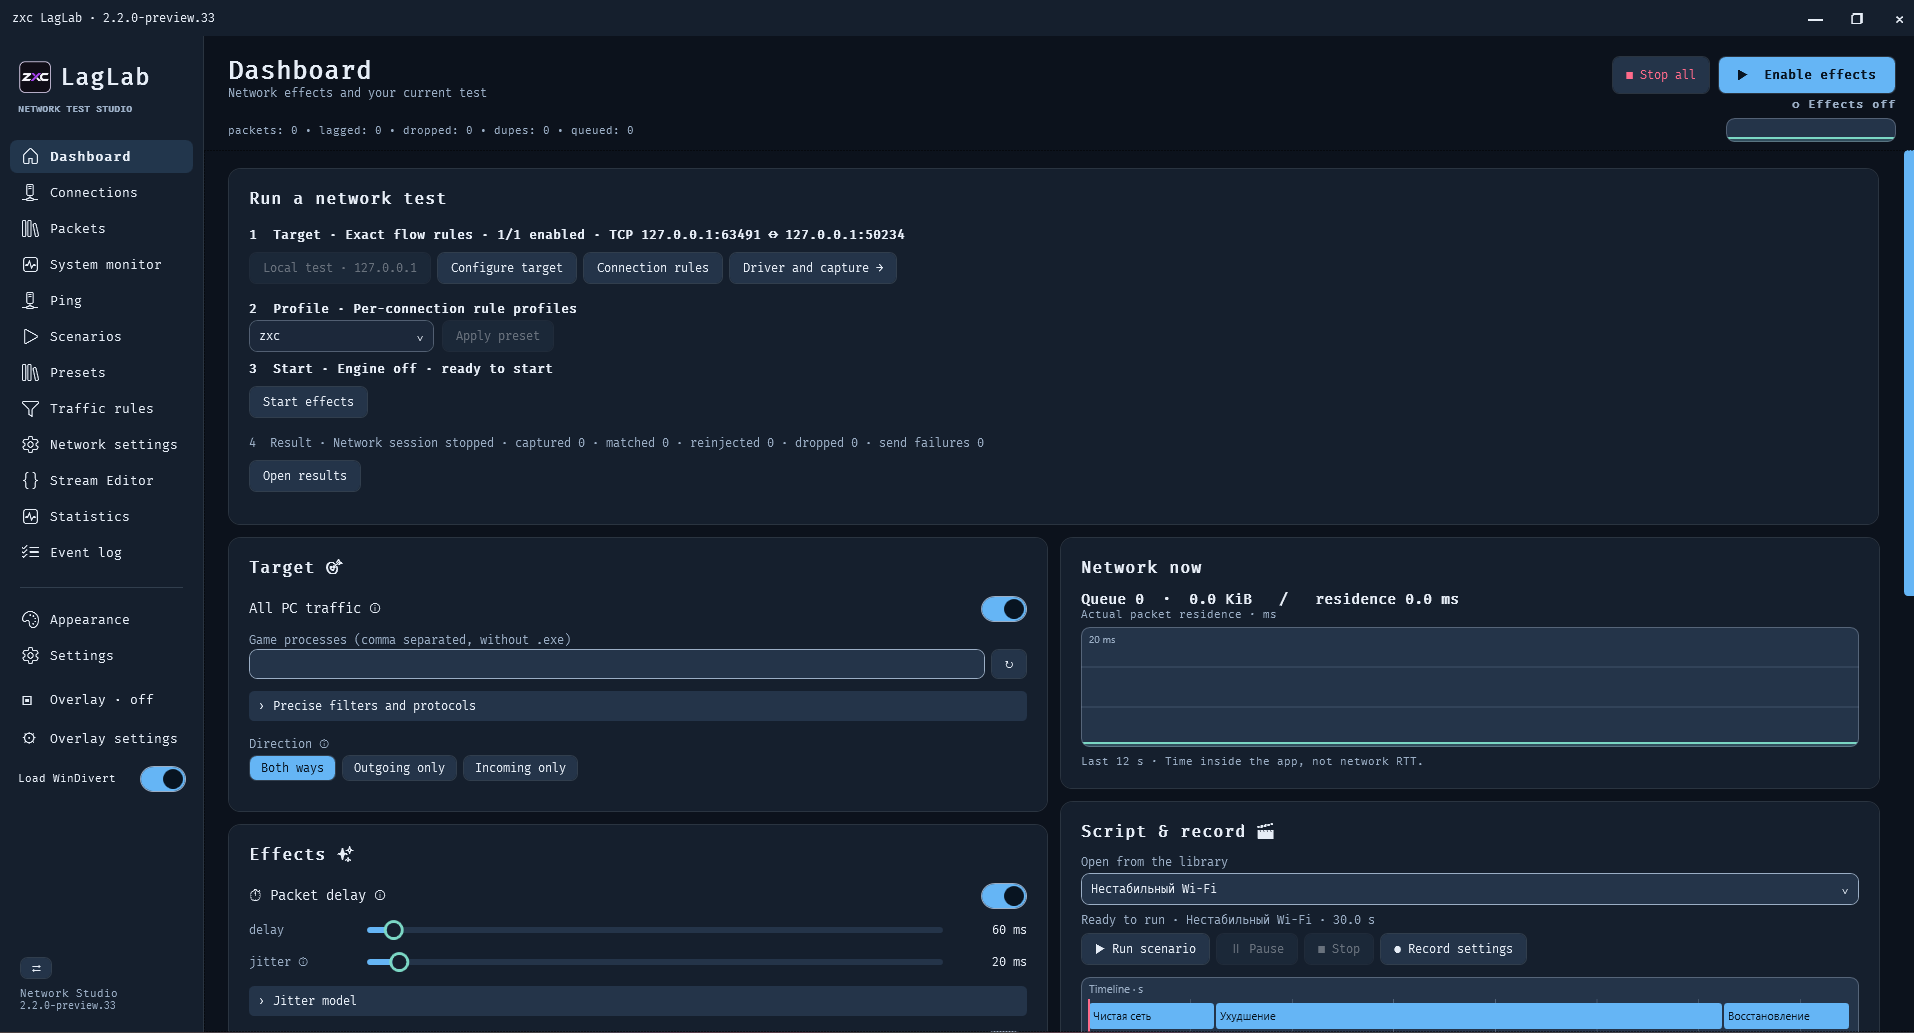 zxc LagLab · 2.2.0-preview.33
zxc LagLab
NETWORK TEST STUDIO
Dashboard
Connections
Packets
System monitor
Ping
Scenarios
Presets
Traffic rules
Network settings
Stream Editor
Statistics
Event log
Appearance
Settings
Overlay · off
Overlay settings
Load WinDivert
Network Studio
2.2.0-preview.33
Dashboard
Network effects and your current test
Stop all
Enable effects
Effects off
packets: 0 • lagged: 0 • dropped: 0 • dupes: 0 • queued: 0
Run a network test
1 Target · Exact flow rules · 1/1 enabled · TCP 127.0.0.1:63491 ⇔ 127.0.0.1:50234
Local test · 127.0.0.1 Configure target Connection rules Driver and capture →
2 Profile · Per-connection rule profiles
zxc Apply preset
3 Start · Engine off · ready to start
Start effects
4 Result · Network session stopped · captured 0 · matched 0 · reinjected 0 · dropped 0 · send failures 0
Open results
Target
All PC traffic
Game processes (comma separated, without .exe)
› Precise filters and protocols
Direction
Both ways Outgoing only Incoming only
Effects
Packet delay
delay 60 ms
jitter 20 ms
› Jitter model
Network now
Queue 0 · 0.0 KiB / residence 0.0 ms
Actual packet residence · ms
20 ms
Last 12 s · Time inside the app, not network RTT.
Script & record
Open from the library
Нестабильный Wi-Fi
Ready to run · Нестабильный Wi-Fi · 30.0 s
Run scenario Pause Stop Record settings
Timeline · s
Чистая сеть Ухудшение Восстановление